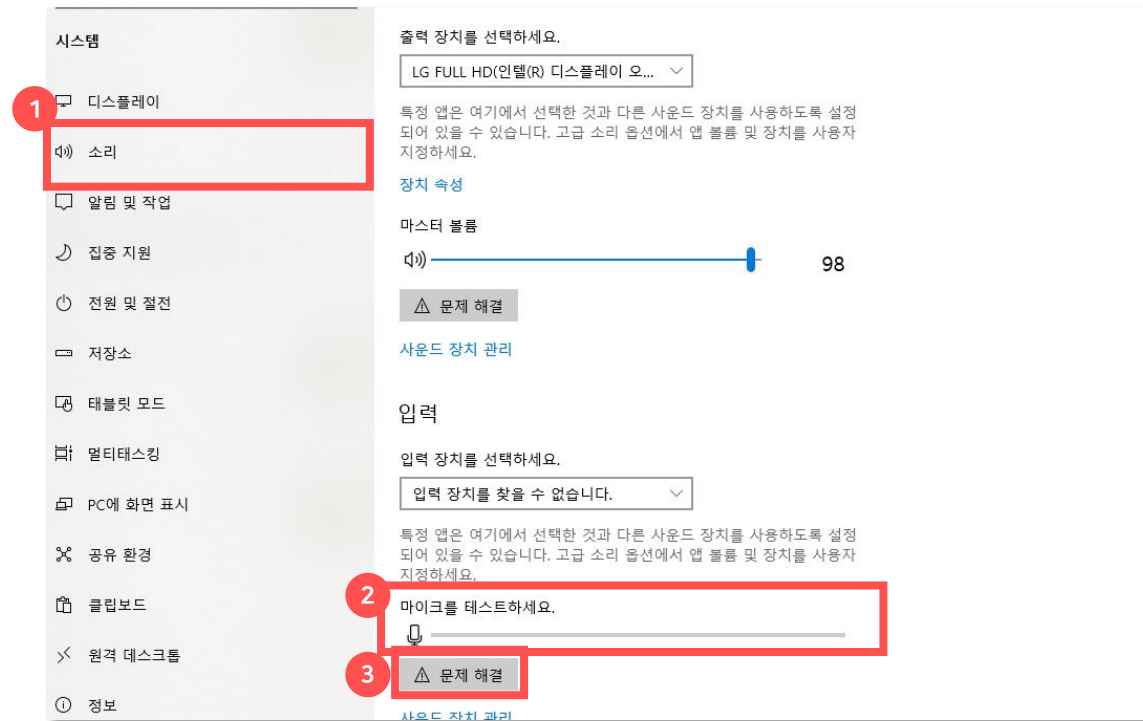 시스템
1
디스플레이
소리
알림 및 작업
집중 지원
전원 및 절전
저장소
태블릿 모드
멀티태스킹
PC에 화면 표시
공유 환경
클립보드
원격 데스크톱
정보
출력 장치를 선택하세요.
LG FULL HD(인텔(R) 디스플레이 오...
특정 앱은 여기에서 선택한 것과 다른 사운드 장치를 사용하도록 설정
되어 있을 수 있습니다. 고급 소리 옵션에서 앱 볼륨 및 장치를 사용자
지정하세요.
장치 속성
마스터 볼륨
98
문제 해결
사운드 장치 관리
입력
입력 장치를 선택하세요.
입력 장치를 찾을 수 없습니다.
특정 앱은 여기에서 선택한 것과 다른 사운드 장치를 사용하도록 설정
되어 있을 수 있습니다. 고급 소리 옵션에서 앱 볼륨 및 장치를 사용자
지정하세요.
2
마이크를 테스트하세요.
3
문제 해결
사운드 장치 관리